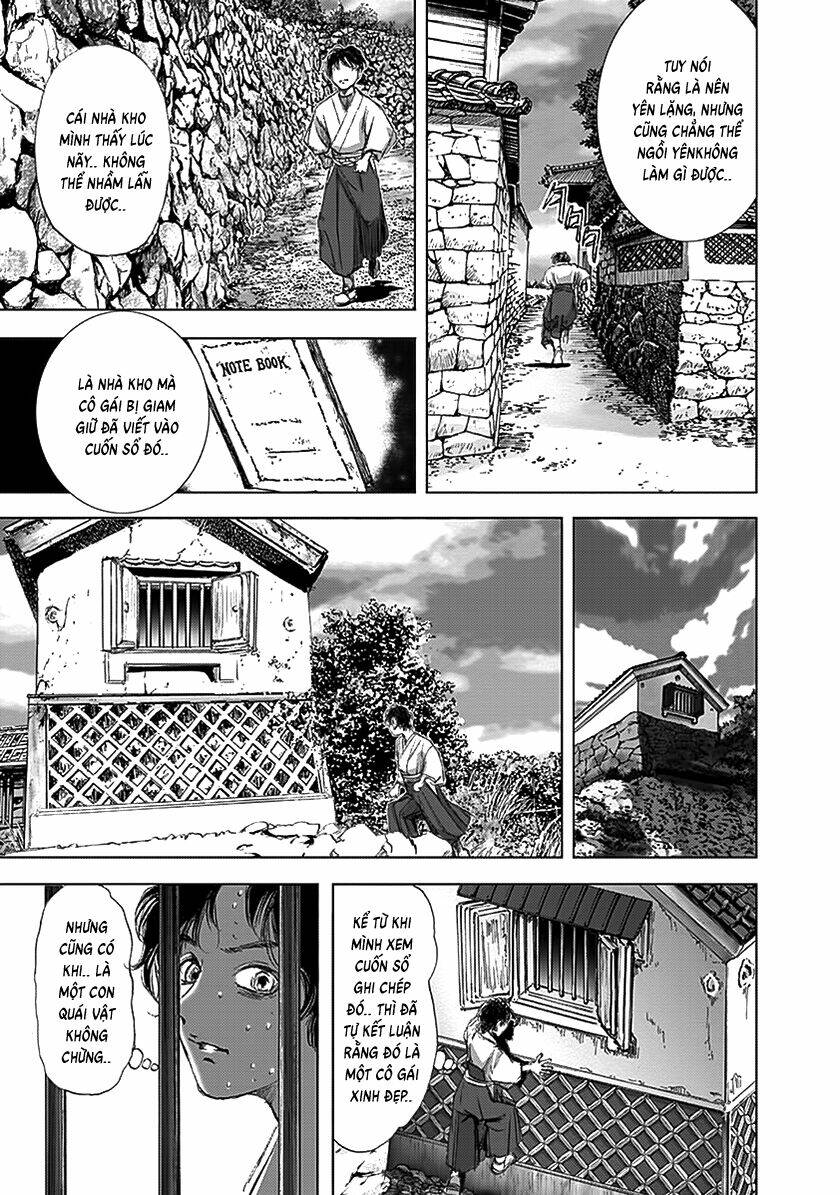 TUY NÓI
RẰNG LÀ NÊN
YÊN LẶNG, NHƯNG
CŨNG CHẲNG THỂ
NGỒI YÊNKHÔNG
LÀM GÌ ĐƯỢC..
タタタ
CÁI NHÀ KHO
MÌNH THẤY LÚC
NÃY.. KHÔNG
THỂ NHẦM LẪN
ĐƯỢC..
NOTE BOOK
LÀ NHÀ KHO MÀ
CÔ GÁI BỊ GIAM
GIỮ ĐÃ VIẾT VÀO
CUỐN SỔ ĐÓ..
KỂ TỪ KHI
MÌNH XEM
CUỐN SỔ
GHI CHÉP
ĐÓ.. THÌ ĐÃ
TỰ KẾT LUẬN
RẰNG ĐÓ LÀ
MỘT CÔ GÁI
XINH ĐẸP..
NHƯNG
CŨNG CÓ
KHI.. LÀ
MỘT CON
QUÁI VẬT
KHÔNG
CHỪNG...